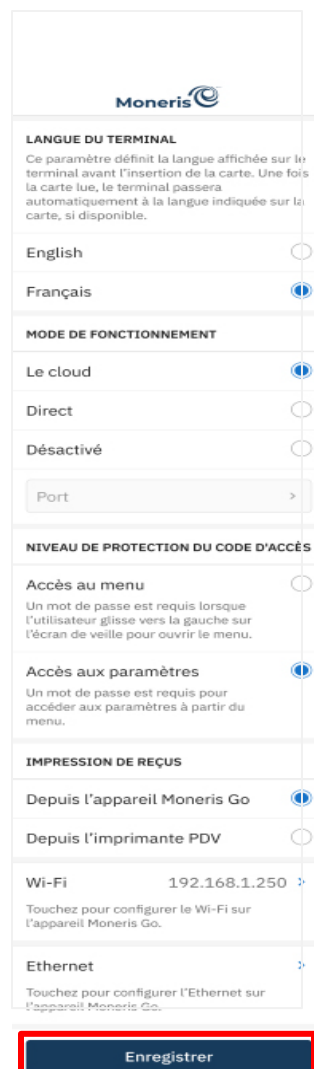 Moneris
LANGUE DU TERMINAL
Ce paramètre définit la langue affichée sur le
terminal avant l'insertion de la carte. Une fois
la carte lue, le terminal passera
automatiquement à la langue indiquée sur la
carte, si disponible.
English
Français
MODE DE FONCTIONNEMENT
Le cloud
Direct
Désactivé
Port
NIVEAU DE PROTECTION DU CODE D'ACCÈS
Accès au menu
Un mot de passe est requis lorsque
l'utilisateur glisse vers la gauche sur
l'écran de veille pour ouvrir le menu.
Accès aux paramètres
Un mot de passe est requis pour
accéder aux paramètres à partir du
menu.
IMPRESSION DE REÇUS
Depuis l'appareil Moneris Go
Depuis l'imprimante PDV
Wi-Fi 192.168.1.250
Touchez pour configurer le Wi-Fi sur
l'appareil Moneris Go.
Ethernet
Touchez pour configurer l'Ethernet sur
l'appareil Moneris Go.
Enregistrer